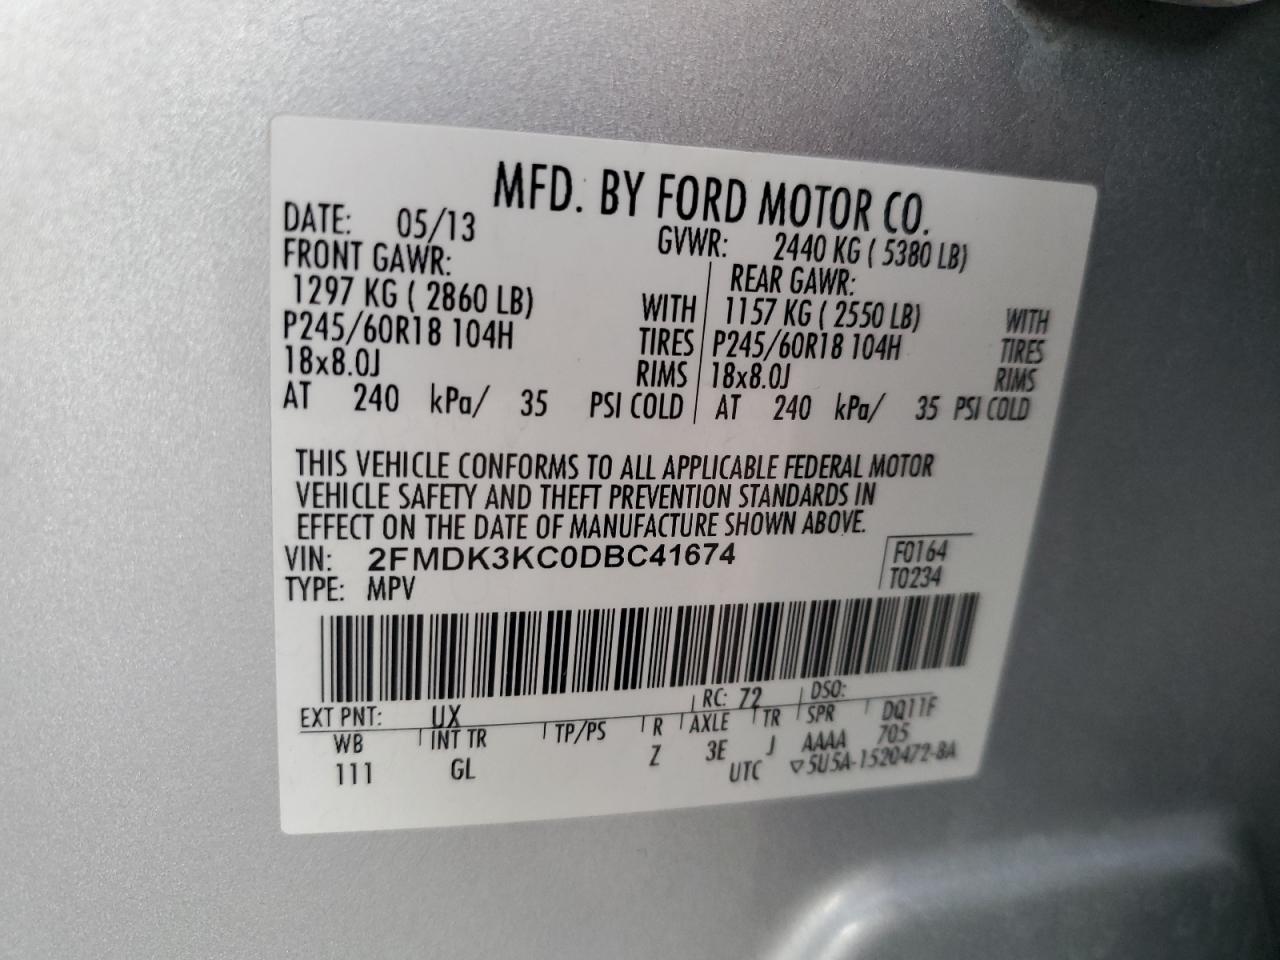 MFD. BY FORD MOTOR CO.
DATE: 05/13 GVWR: 2440 KG ( 5380 LB)
FRONT GAWR: REAR GAWR:
1297 KG ( 2860 LB) WITH 1157 KG ( 2550 LB) WITH
P245/60R18 104H TIRES P245/60R18 104H TIRES
18x8.0J RIMS 18x8.0J RIMS
AT 240 kPa/ 35 PSI COLD AT 240 kPa/ 35 PSI COLD
THIS VEHICLE CONFORMS TO ALL APPLICABLE FEDERAL MOTOR
VEHICLE SAFETY AND THEFT PREVENTION STANDARDS IN
EFFECT ON THE DATE OF MANUFACTURE SHOWN ABOVE.
VIN: 2FMDK3KC0DBC41674 F0164
TYPE: MPV T0234
EXT PNT: UX RC: 72 DSO:
WB INT TR TP/PS R AXLE TR SPR DQ11F
111 GL Z 3E J AAAA 705
UTC ▽5U5A-1520472-8A